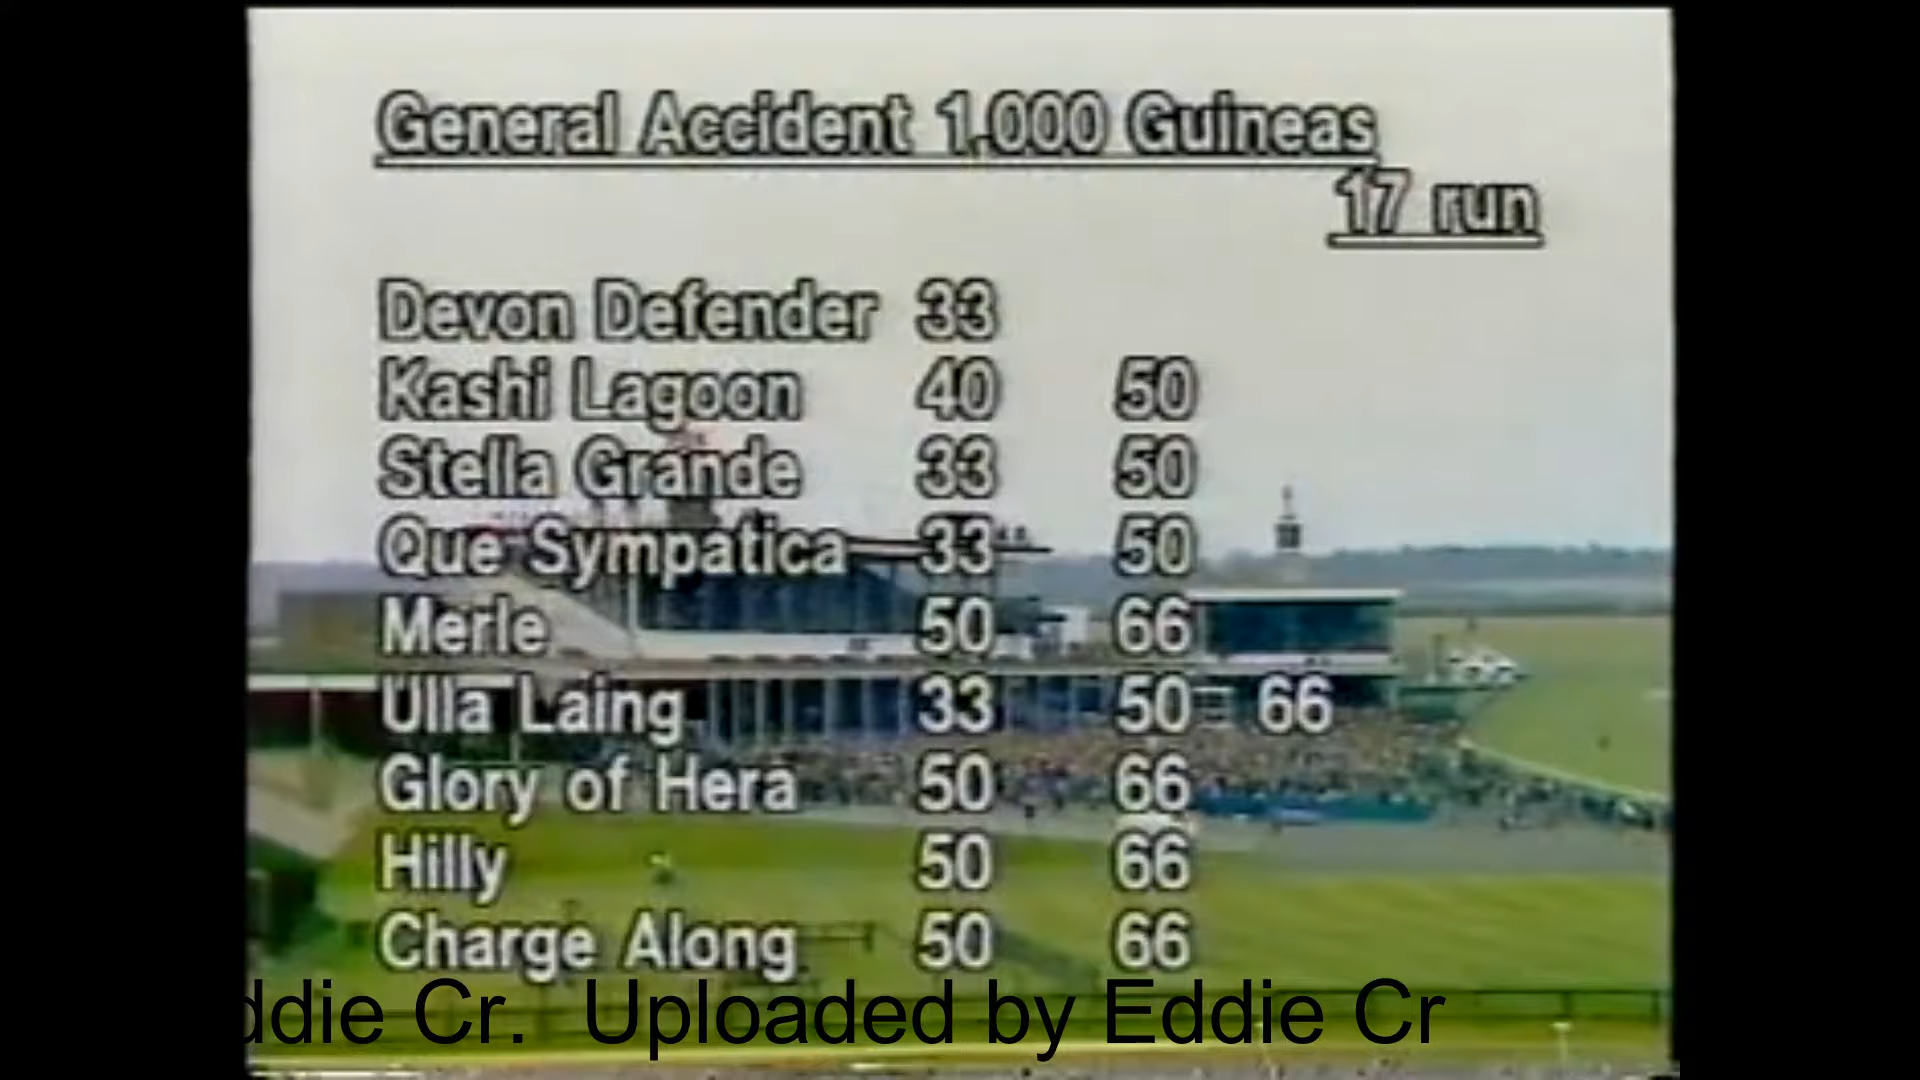 General Accident 1,000 Guineas
17 run
Devon Defender 33
Kashi Lagoon 40 50
Stella Grande 33 50
Que Sympatica 33 50
Merle 50 66
Ulla Laing 33 50 66
Glory of Hera 50 66
Hilly 50 66
Charge Along 50 66
ddie Cr. Uploaded by Eddie Cr